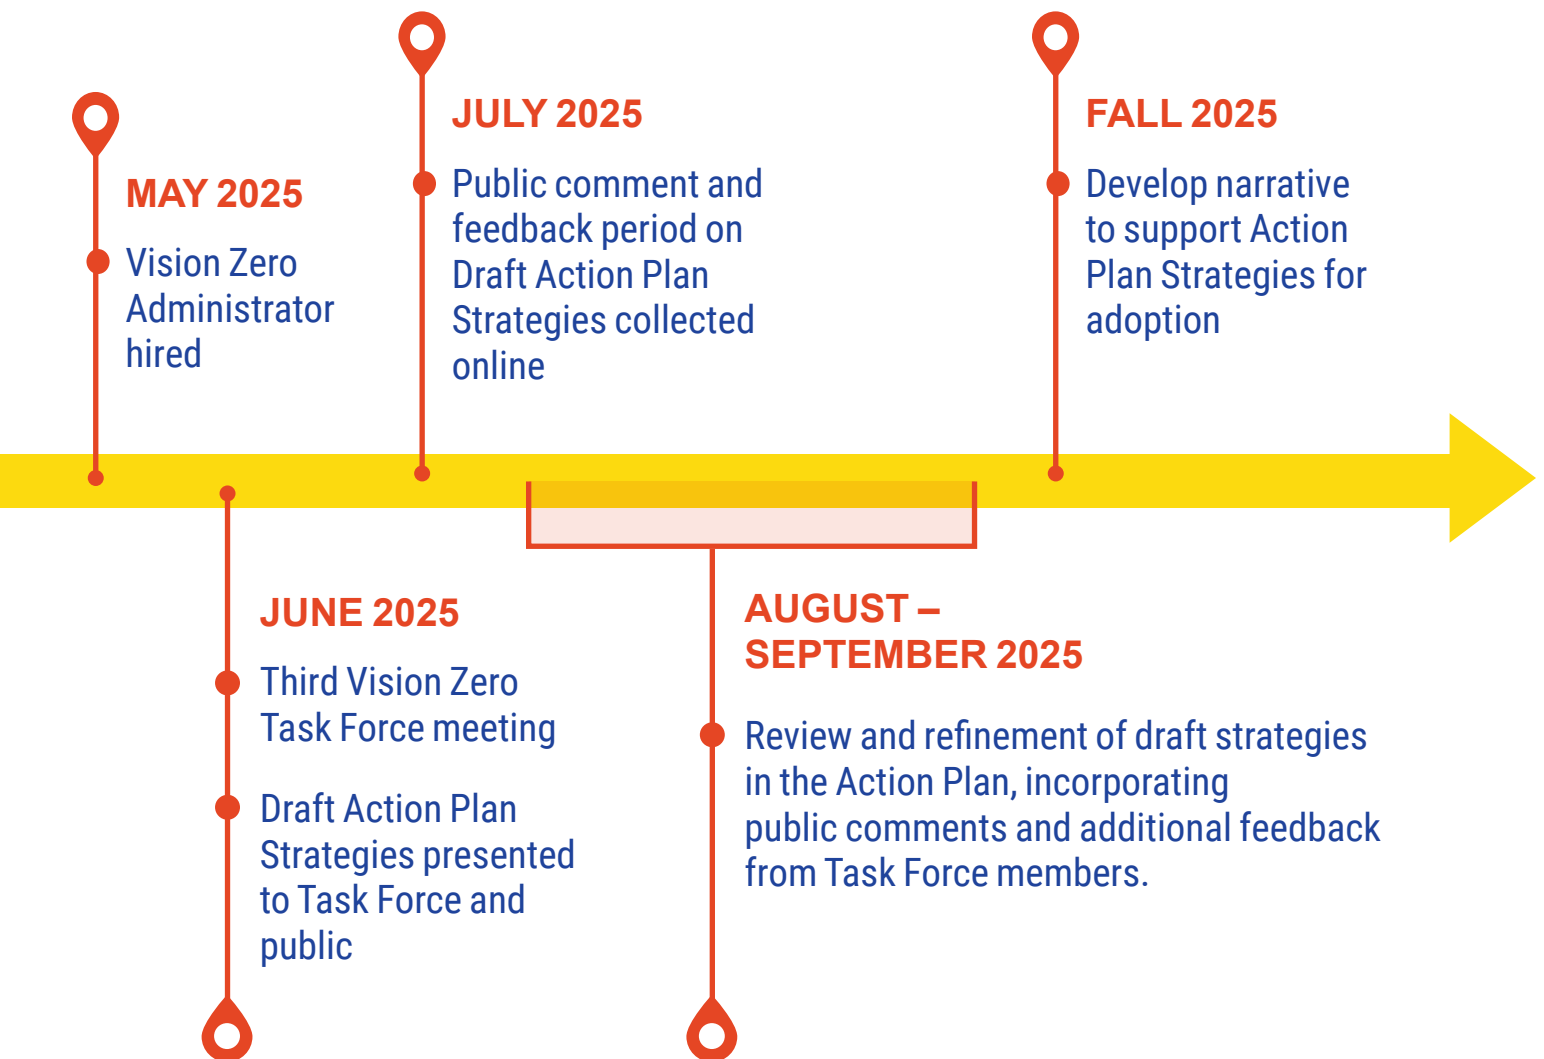 MAY 2025
Vision Zero
Administrator
hired
JUNE 2025
Third Vision Zero
Task Force meeting
Draft Action Plan
Strategies presented
to Task Force and
public
JULY 2025
Public comment and
feedback period on
Draft Action Plan
Strategies collected
online
AUGUST –
SEPTEMBER 2025
Review and refinement of draft strategies
in the Action Plan, incorporating
public comments and additional feedback
from Task Force members.
FALL 2025
Develop narrative
to support Action
Plan Strategies for
adoption